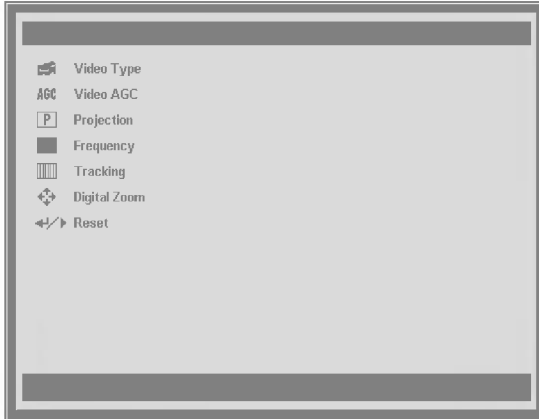 Video Type
AGC Video AGC
P Projection
Frequency
Tracking
Digital Zoom
Reset